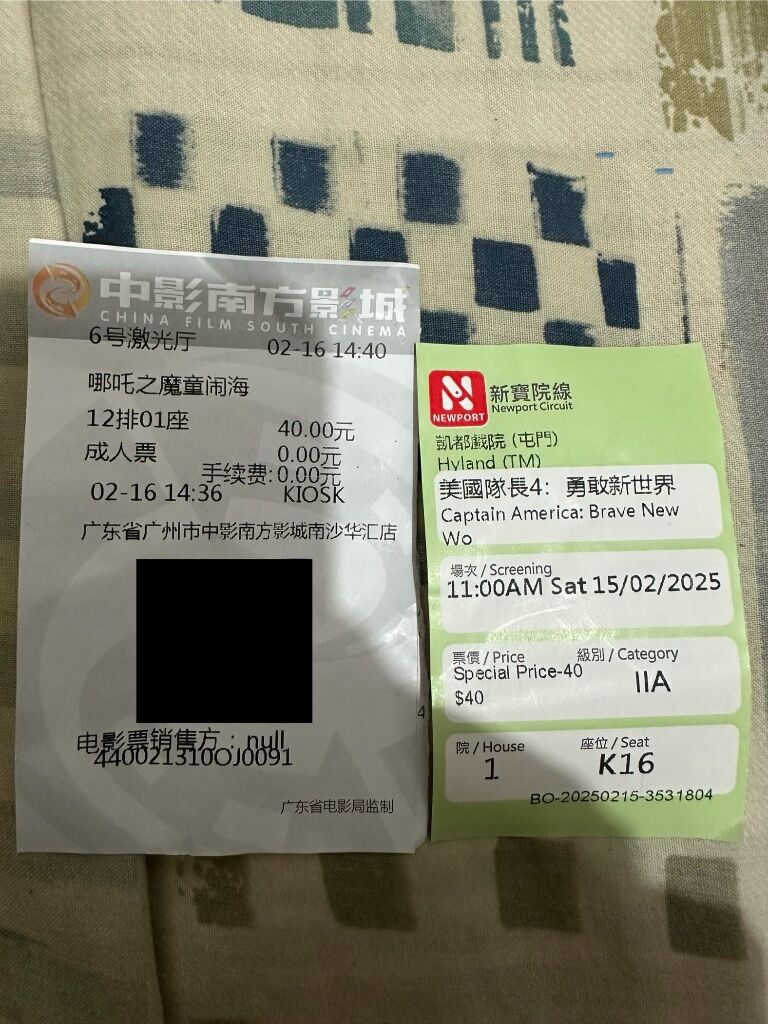 中影南方影城
CHINA FILM SOUTH CINEMA
6号激光厅 02-16 14:40
哪吒之魔童闹海
12排01座 40.00元
成人票 0.00元
手续费:0.00元
02-16 14:36 KIOSK
广东省广州市中影南方影城南沙华汇店
电影票销售方：null
440021310OJ0091
广东省电影局监制
4
N
NEWPORT
新寶院線
Newport Circuit
凱都戲院 (屯門)
Hyland (TM)
美國隊長4：勇敢新世界
Captain America: Brave New
Wo
場次 / Screening
11:00AM Sat 15/02/2025
票價 / Price 級別 / Category
Special Price-40 IIA
$40
院 / House 座位 / Seat
1 K16
BO-20250215-3531804